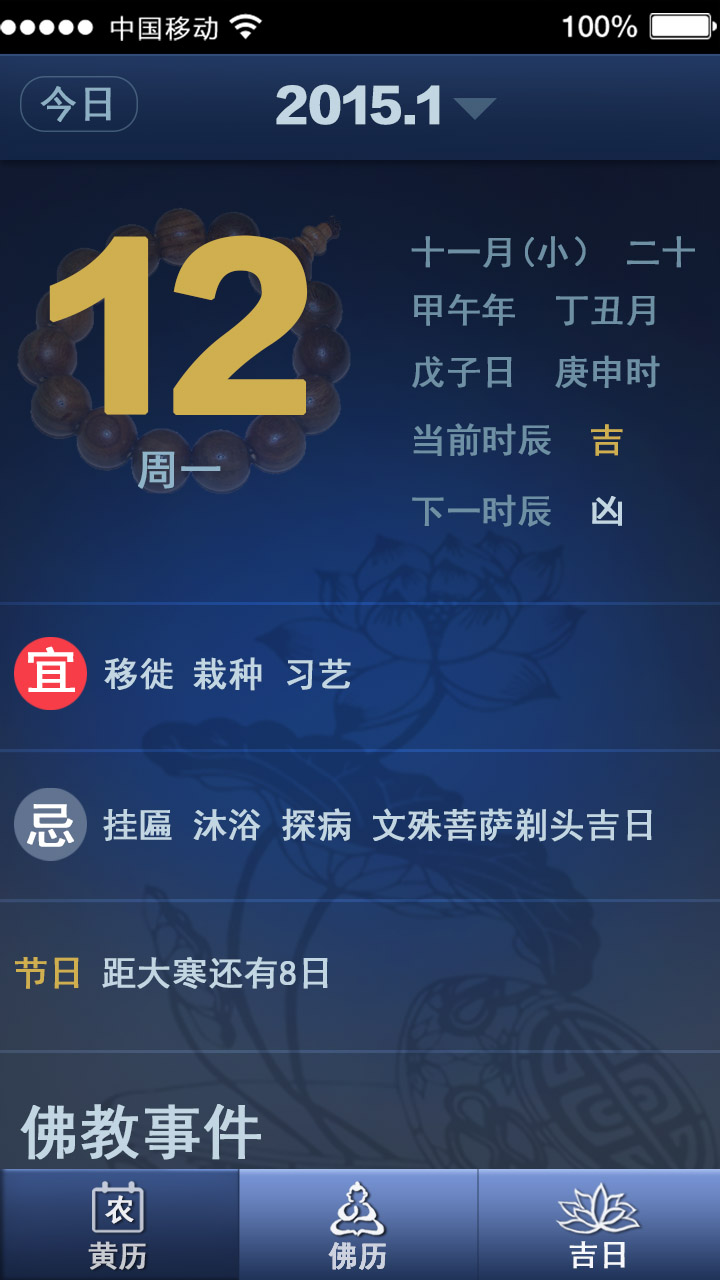 中国移动 100%
今日 2015.1
12
周一
十一月(小) 二十
甲午年 丁丑月
戊子日 庚申时
当前时辰 吉
下一时辰 凶
宜 移徙 栽种 习艺
忌 挂匾 沐浴 探病 文殊菩萨剃头吉日
节日 距大寒还有8日
佛教事件
农
黄历 佛历 吉日